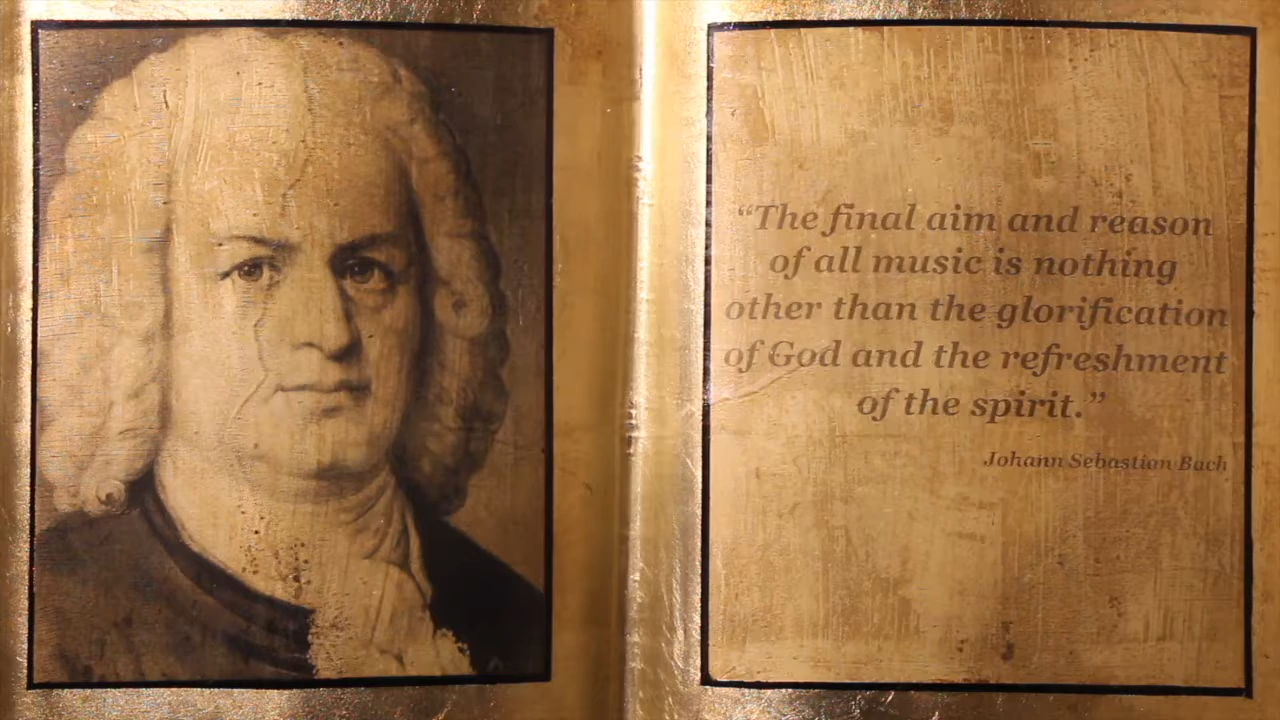 “The final aim and reason
of all music is nothing
other than the glorification
of God and the refreshment
of the spirit.”
Johann Sebastian Bach